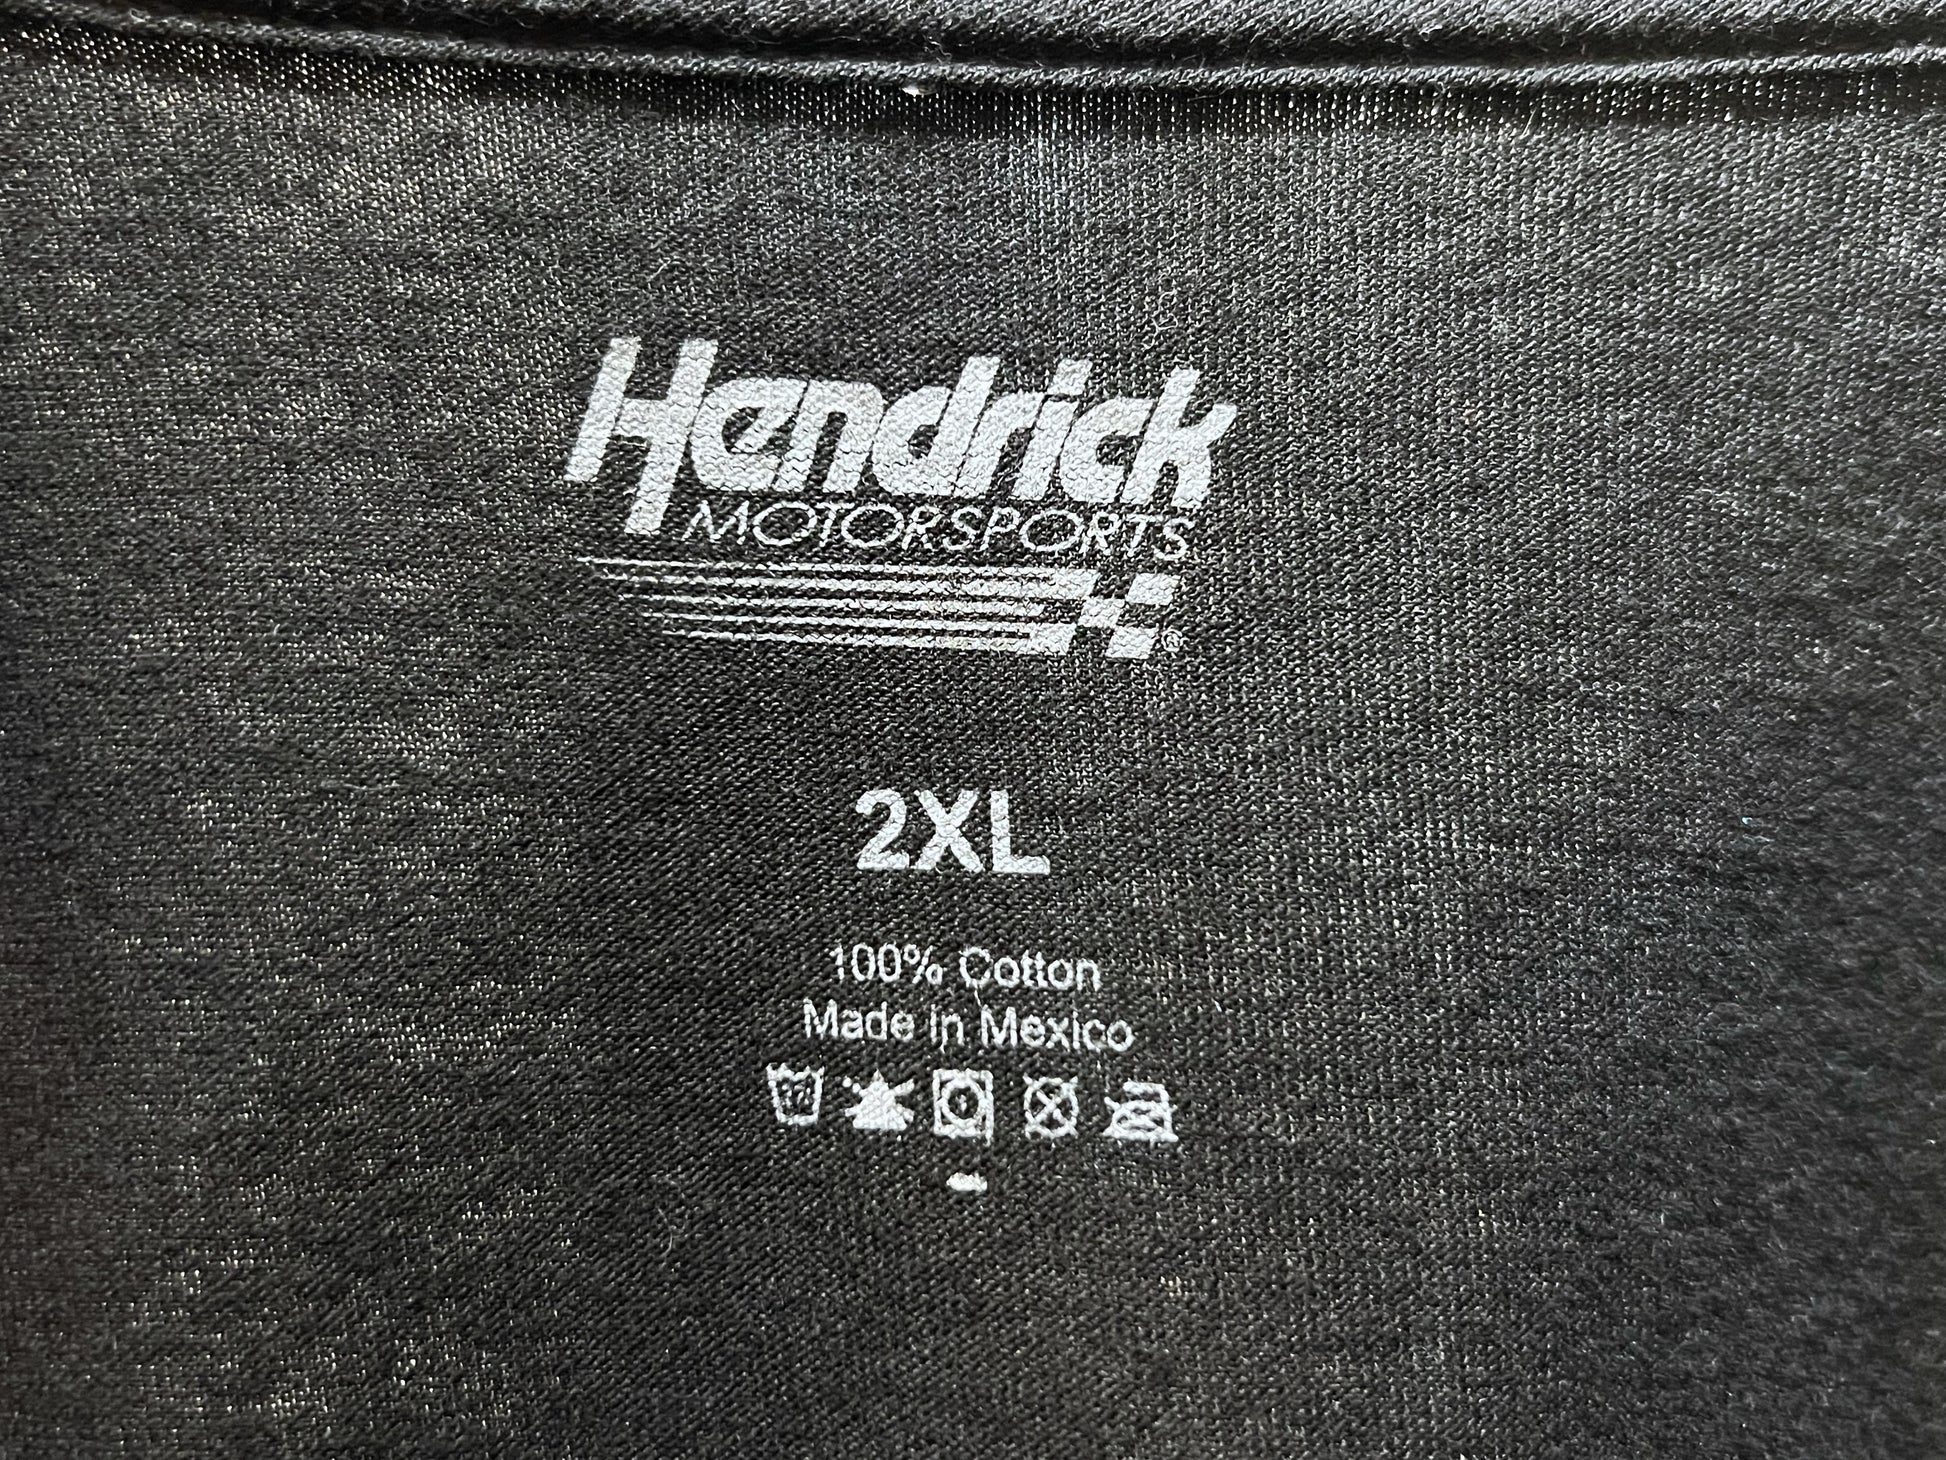 Hendrick
MOTORSPORTS
®
2XL
100% Cotton
Made in Mexico